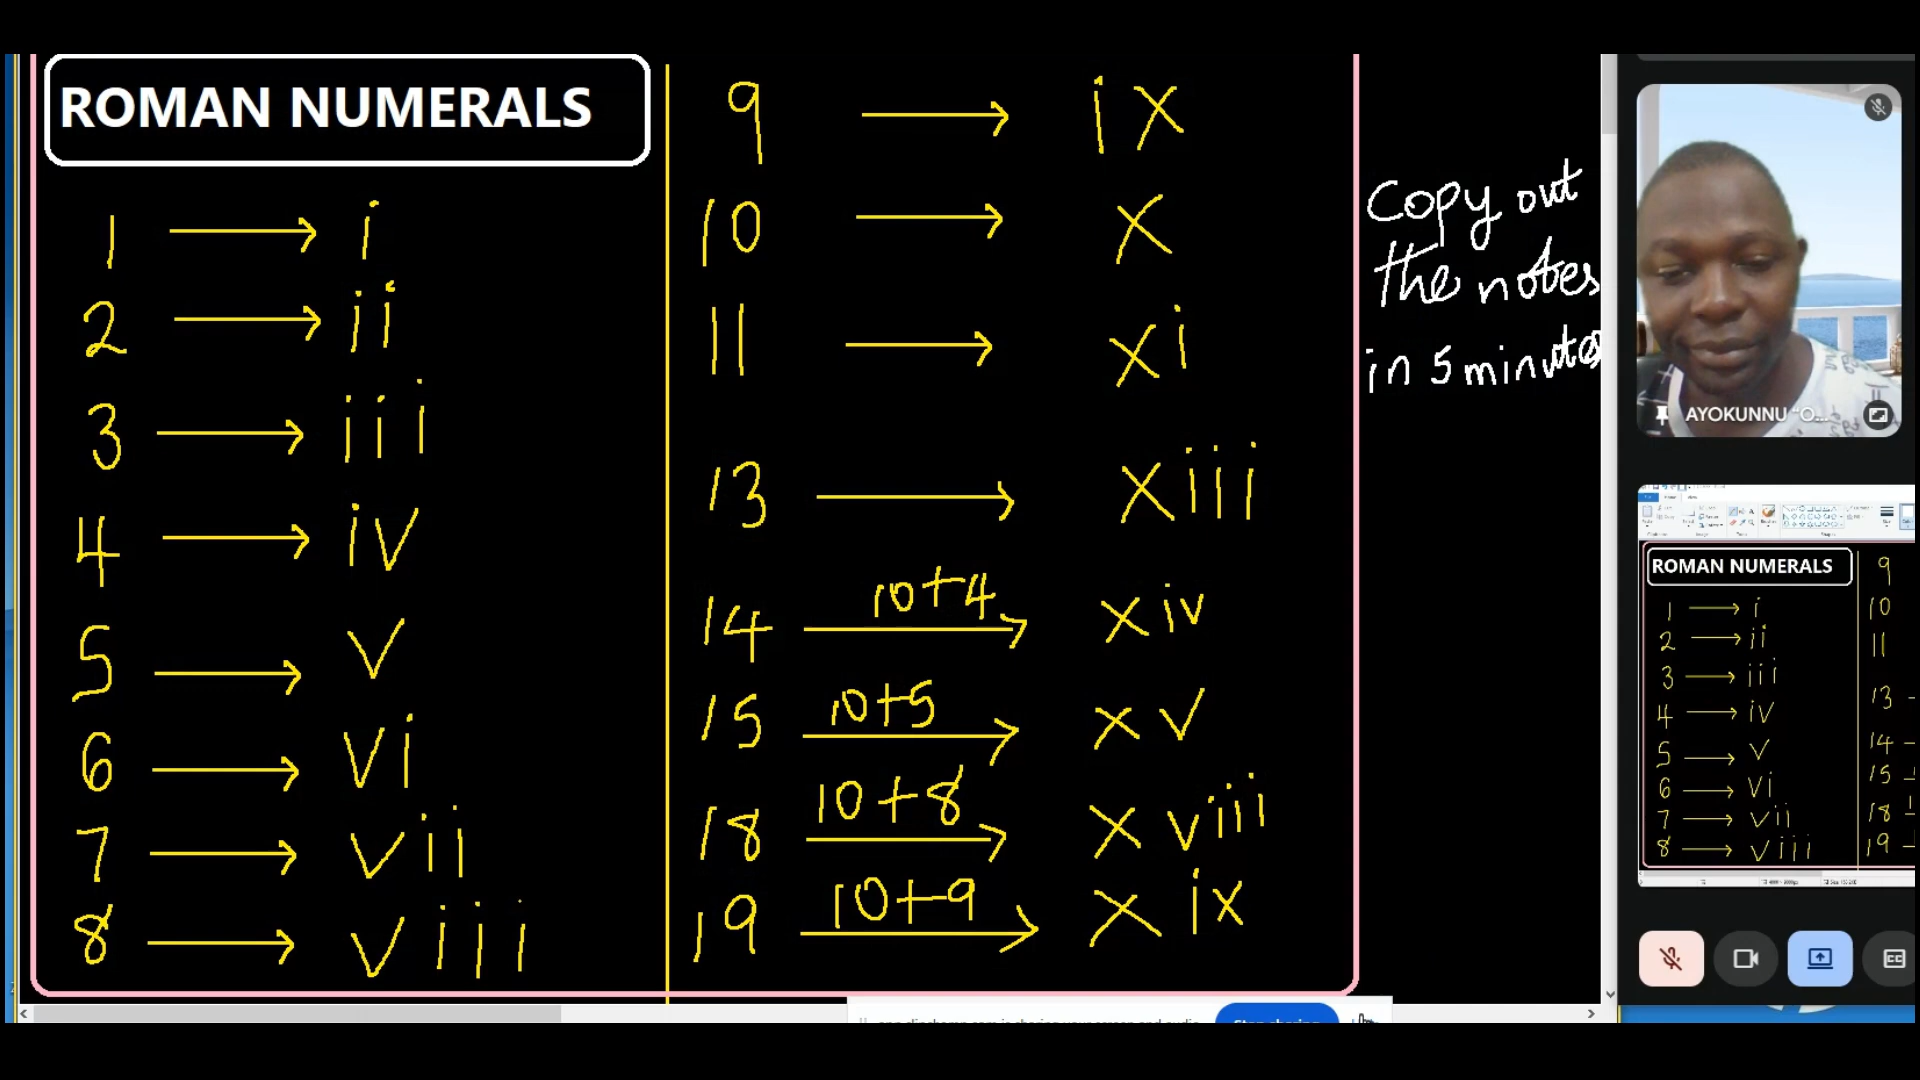 ROMAN NUMERALS
1 → i
2 → ii
3 → iii
4 → iv
5 → v
6 → vi
7 → vii
8 → viii
9 → ix
10 → x
11 → xi
13 → xiii
14 10+4 → xiv
15 10+5 → xv
18 10+8 → xviii
19 10+9 → xix
Copy out
the notes
in 5 minutes
AYOKUNNU "O...
ROMAN NUMERALS
1 → i
2 → ii
3 → iii
4 → iv
5 → v
6 → vi
7 → vii
8 → viii
9
10
11
13
14
15
18
19
CC